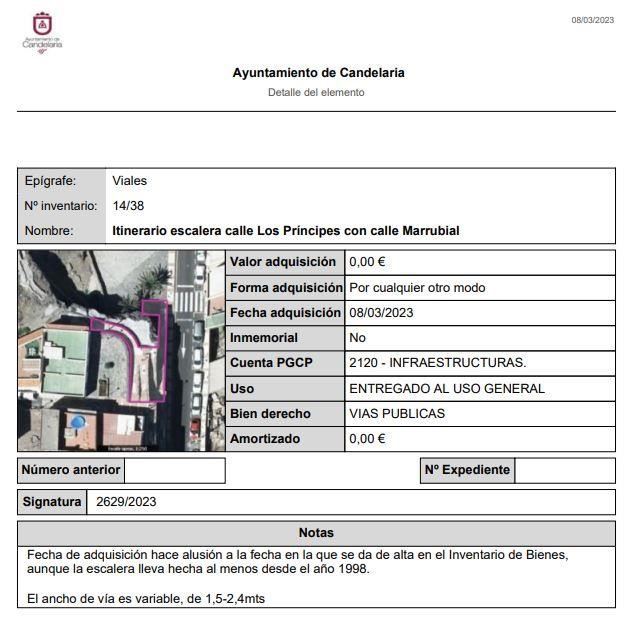 08/03/2023
Ayuntamiento de
Candelaria
Ayuntamiento de Candelaria
Detalle del elemento
Epígrafe: Viales
Nº inventario: 14/38
Nombre: Itinerario escalera calle Los Príncipes con calle Marrubial
Valor adquisición 0,00 €
Forma adquisición Por cualquier otro modo
Fecha adquisición 08/03/2023
Inmemorial No
Cuenta PGCP 2120 - INFRAESTRUCTURAS.
Uso ENTREGADO AL USO GENERAL
Bien derecho VIAS PUBLICAS
Amortizado 0,00 €
Número anterior Nº Expediente
Signatura 2629/2023
Notas
Fecha de adquisición hace alusión a la fecha en la que se da de alta en el Inventario de Bienes,
aunque la escalera lleva hecha al menos desde el año 1998.
El ancho de vía es variable, de 1,5-2,4mts